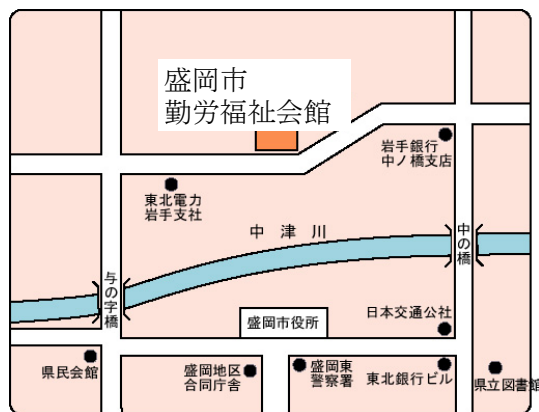 盛岡市
勤労福祉会館
岩手銀行
中ノ橋支店
東北電力
岩手支社
中津川
中の橋
与の字橋
日本交通公社
盛岡市役所
県民会館
盛岡地区
合同庁舎
盛岡東
警察署
東北銀行ビル
県立図書館